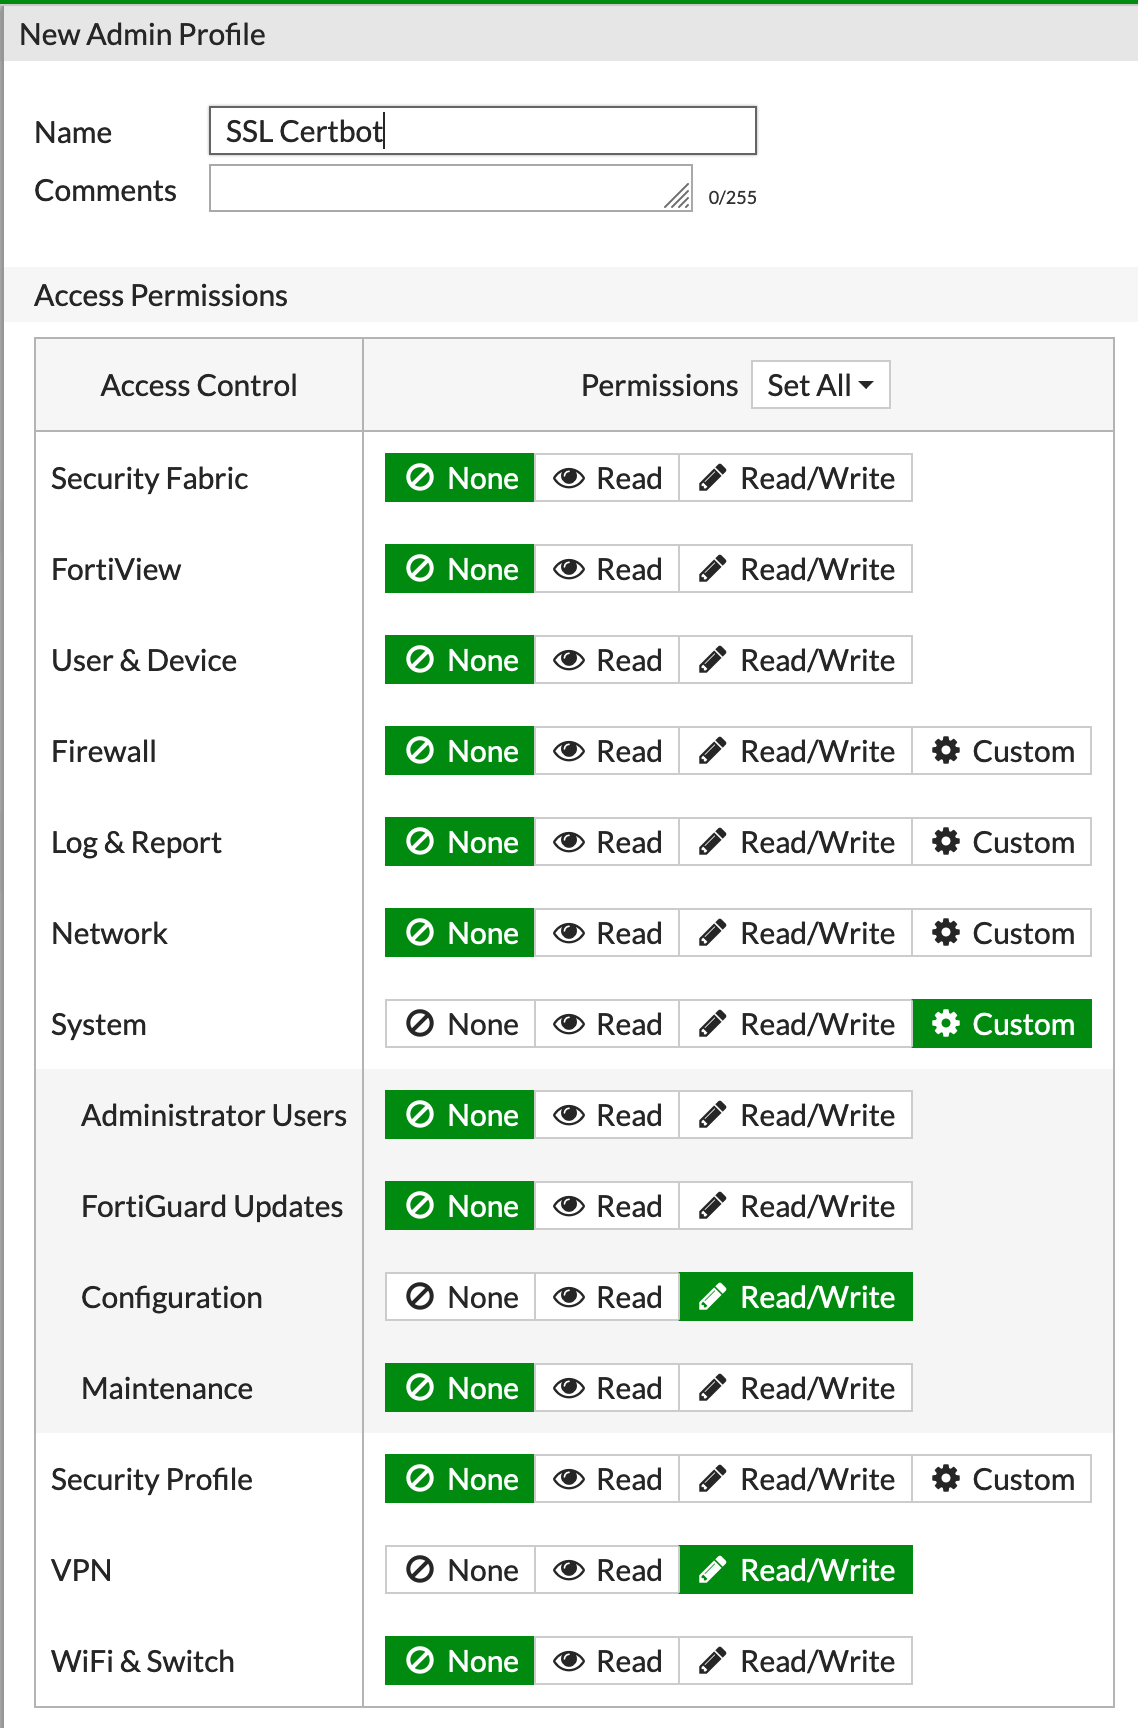 New Admin Profile
Name SSL Certbot
Comments 0/255
Access Permissions
Access Control Permissions Set All
Security Fabric None Read Read/Write
FortiView None Read Read/Write
User & Device None Read Read/Write
Firewall None Read Read/Write Custom
Log & Report None Read Read/Write Custom
Network None Read Read/Write Custom
System None Read Read/Write Custom
Administrator Users None Read Read/Write
FortiGuard Updates None Read Read/Write
Configuration None Read Read/Write
Maintenance None Read Read/Write
Security Profile None Read Read/Write Custom
VPN None Read Read/Write
WiFi & Switch None Read Read/Write